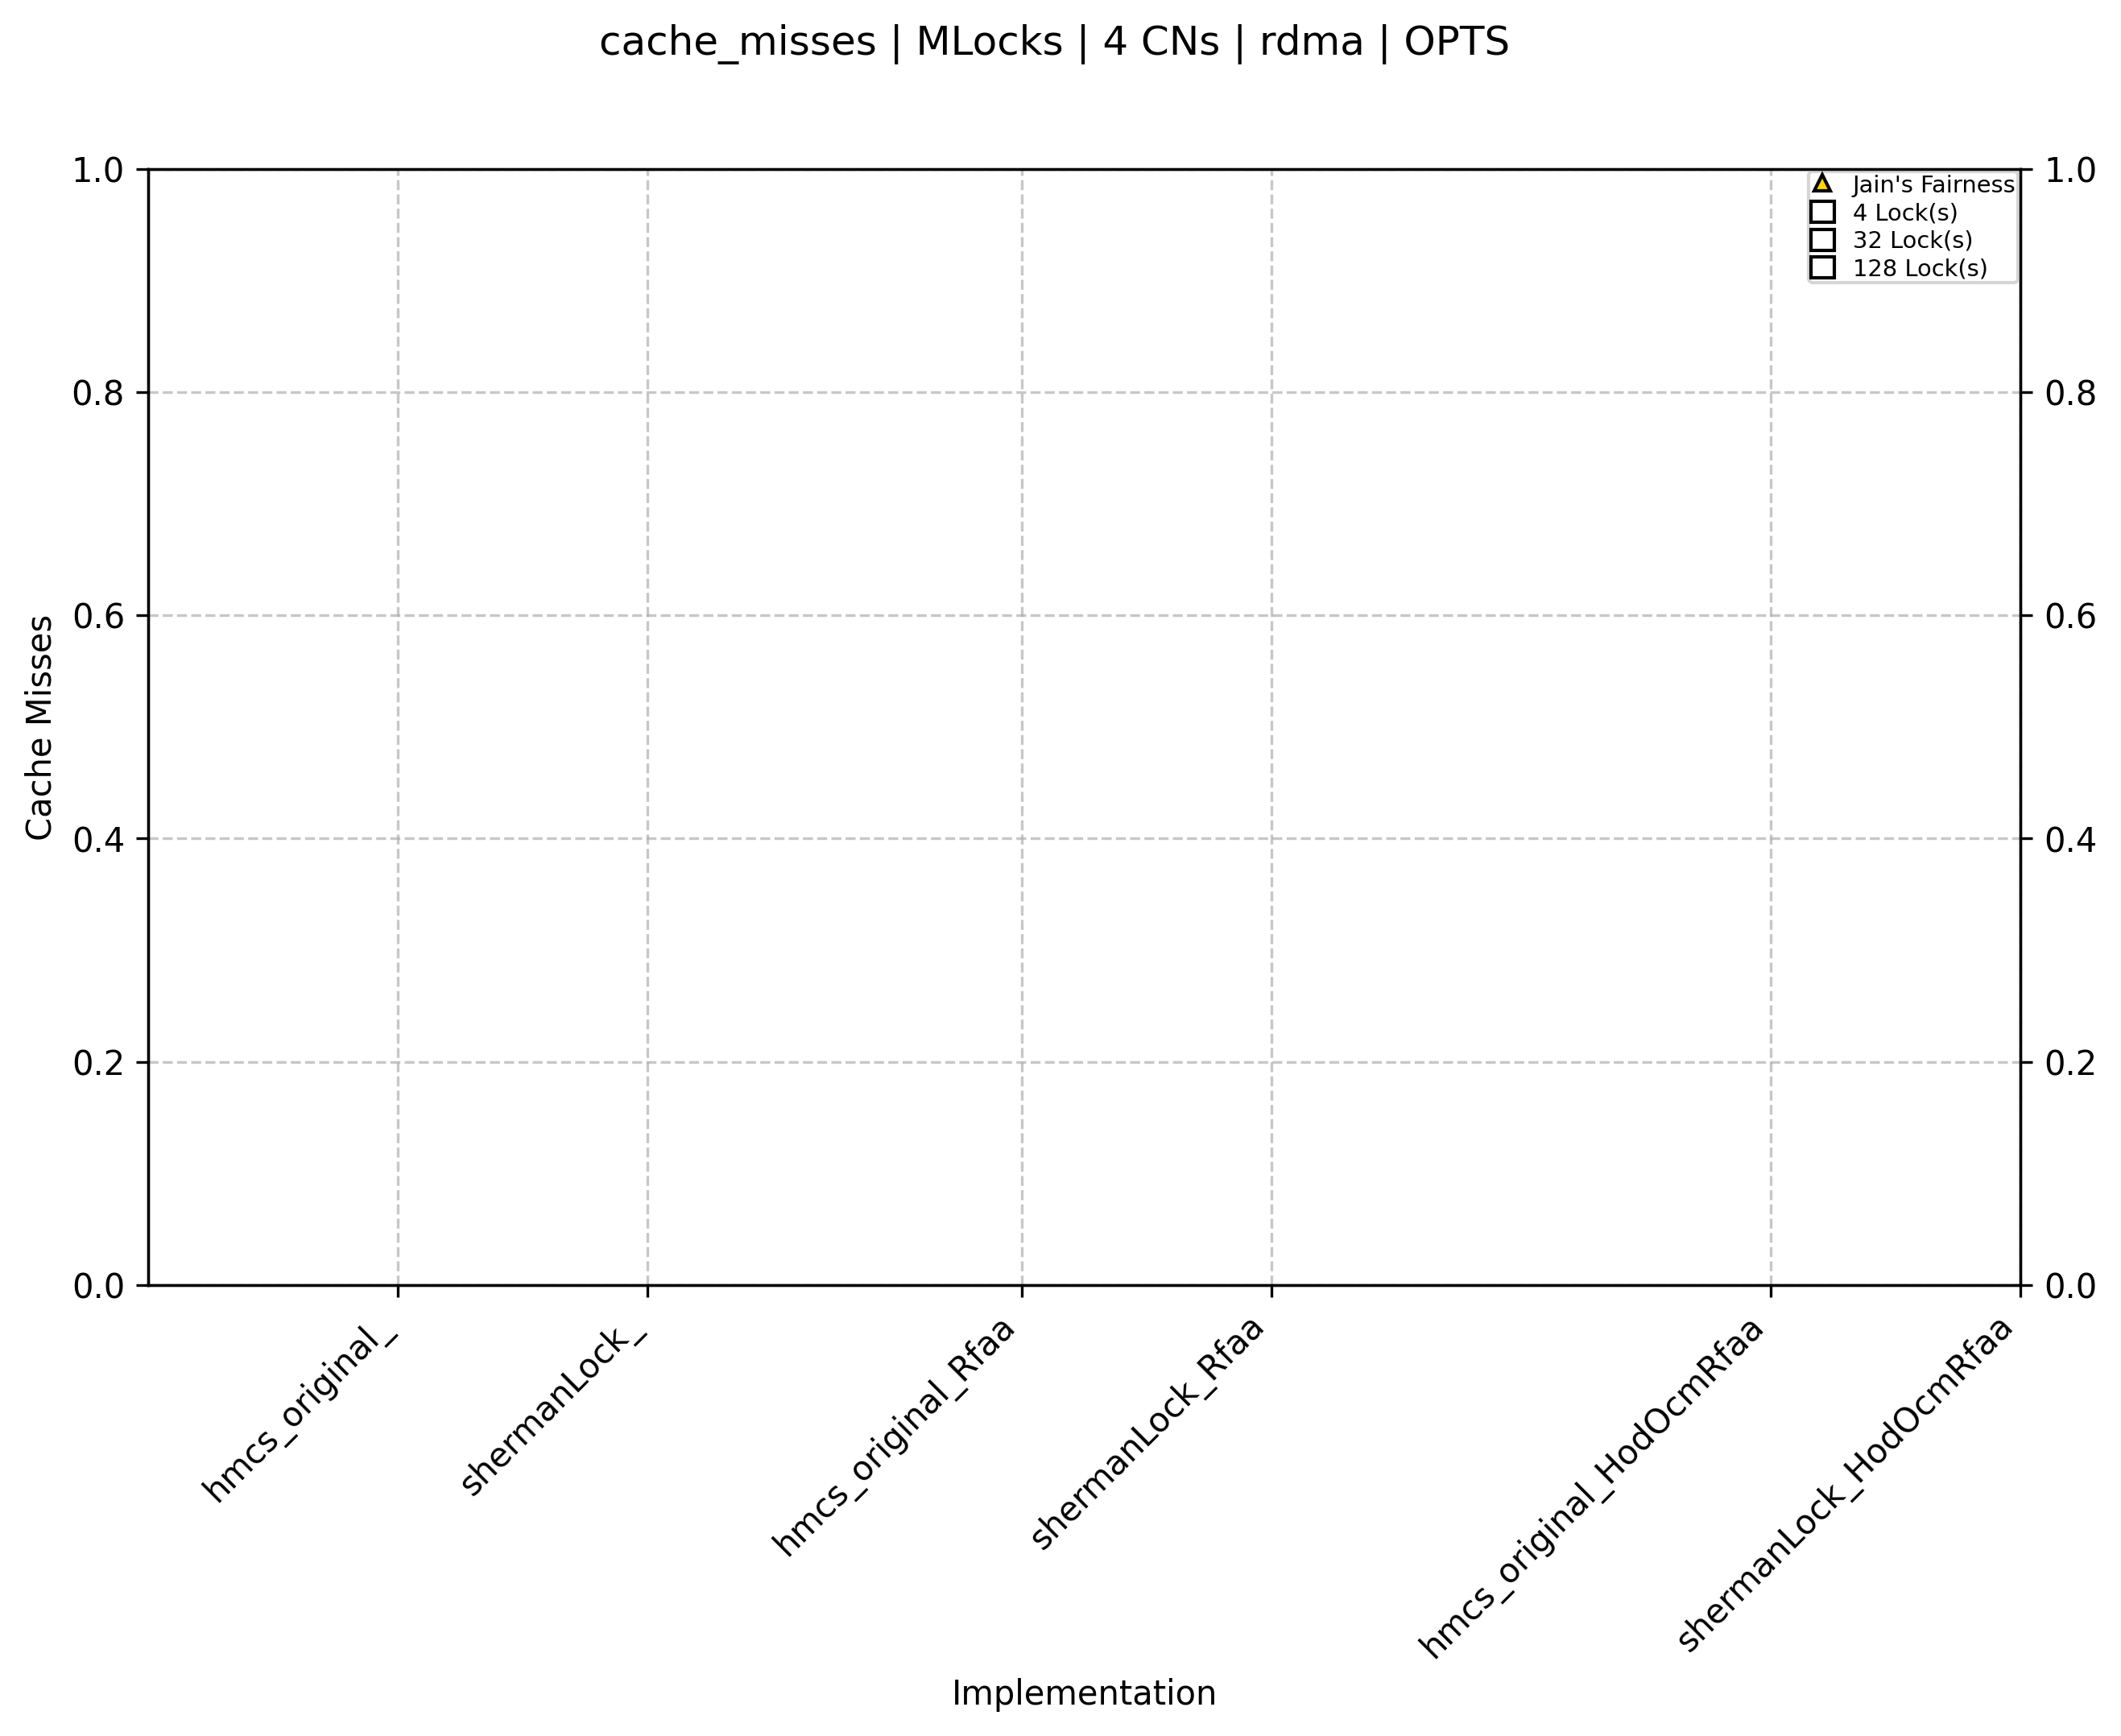 cache_misses | MLocks | 4 CNs | rdma | OPTS
1.0
0.8
0.6
0.4
0.2
0.0
Cache Misses
1.0
0.8
0.6
0.4
0.2
0.0
Jain's Fairness
4 Lock(s)
32 Lock(s)
128 Lock(s)
hmcs_original_
shermanLock_
hmcs_original_Rfaa
shermanLock_Rfaa
hmcs_original_HodOcmRfaa
shermanLock_HodOcmRfaa
Implementation